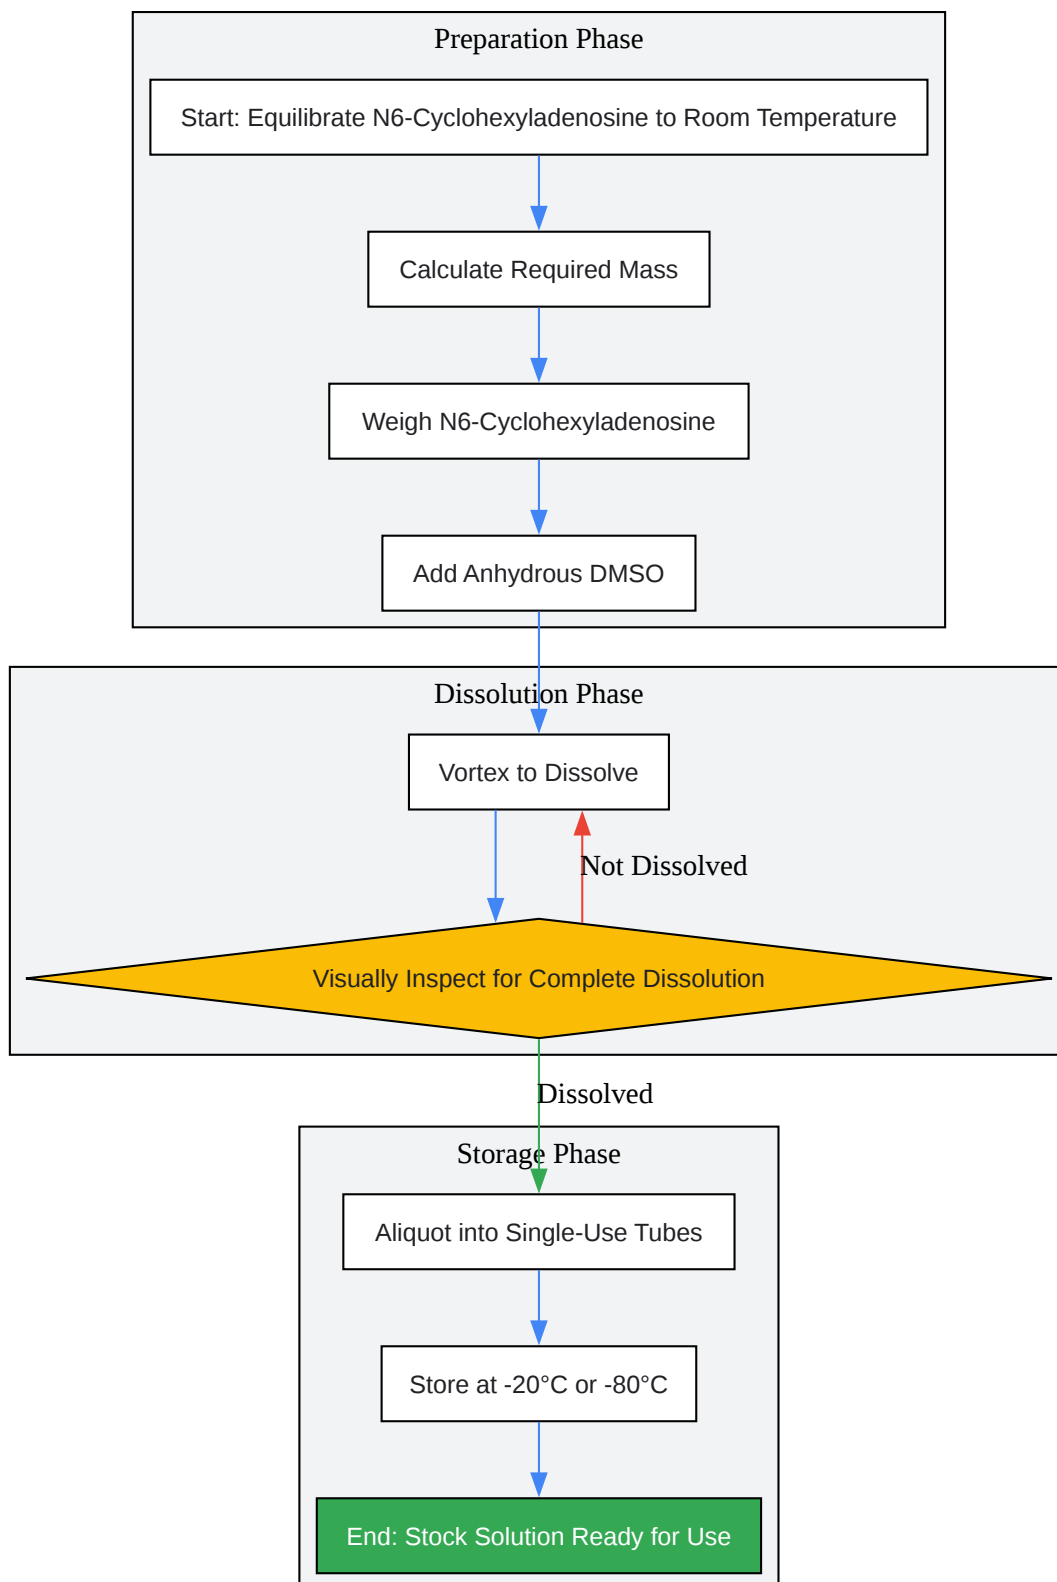 Preparation Phase
Start: Equilibrate N6-Cyclohexyladenosine to Room Temperature
Calculate Required Mass
Weigh N6-Cyclohexyladenosine
Add Anhydrous DMSO
Dissolution Phase
Vortex to Dissolve
Not Dissolved
Visually Inspect for Complete Dissolution
Dissolved
Storage Phase
Aliquot into Single-Use Tubes
Store at -20°C or -80°C
End: Stock Solution Ready for Use